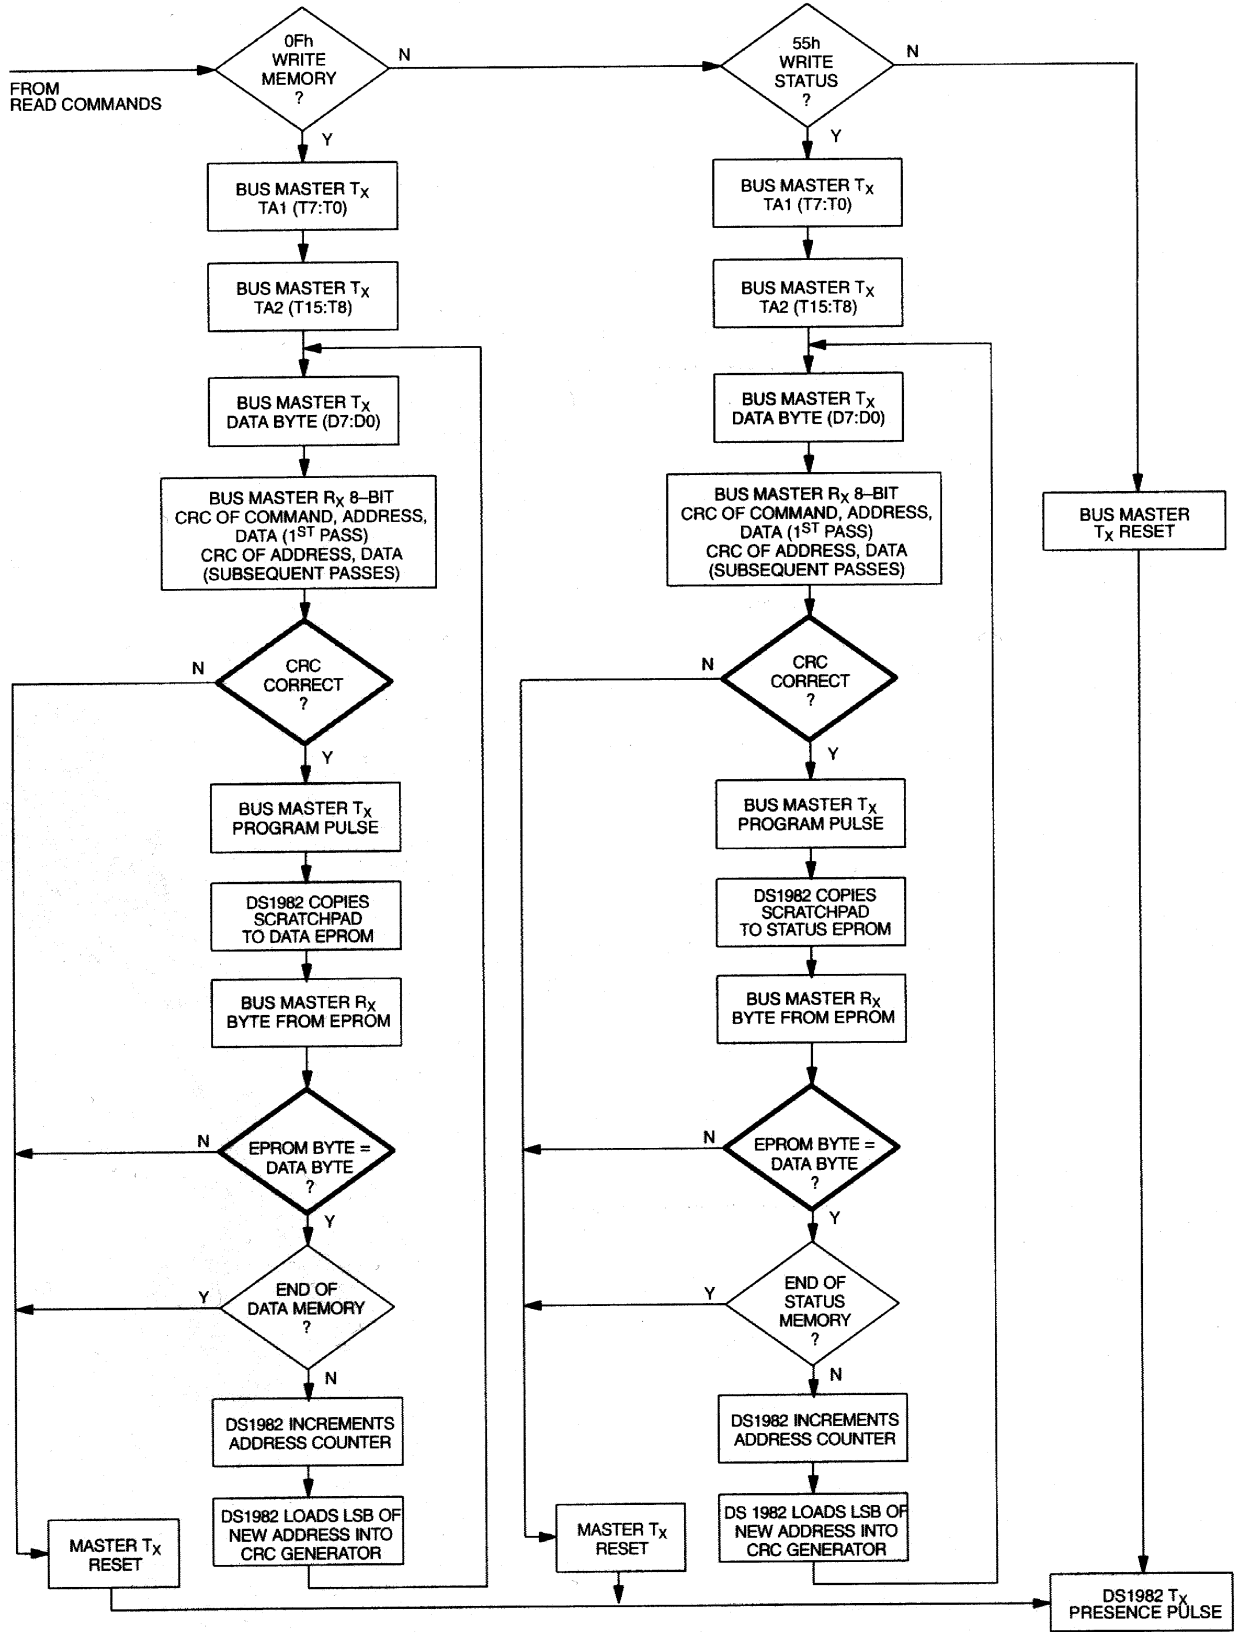 FROM
READ COMMANDS
0Fh
WRITE
MEMORY
?
N
Y
BUS MASTER TX
TA1 (T7:T0)
BUS MASTER TX
TA2 (T15:T8)
BUS MASTER TX
DATA BYTE (D7:D0)
BUS MASTER RX 8–BIT
CRC OF COMMAND, ADDRESS,
DATA (1ST PASS)
CRC OF ADDRESS, DATA
(SUBSEQUENT PASSES)
CRC
CORRECT
?
N
Y
BUS MASTER TX
PROGRAM PULSE
DS1982 COPIES
SCRATCHPAD
TO DATA EPROM
BUS MASTER RX
BYTE FROM EPROM
EPROM BYTE =
DATA BYTE
?
N
Y
END OF
DATA MEMORY
?
Y
N
DS1982 INCREMENTS
ADDRESS COUNTER
DS1982 LOADS LSB OF
NEW ADDRESS INTO
CRC GENERATOR
MASTER TX
RESET
55h
WRITE
STATUS
?
N
Y
BUS MASTER TX
TA1 (T7:T0)
BUS MASTER TX
TA2 (T15:T8)
BUS MASTER TX
DATA BYTE (D7:D0)
BUS MASTER RX 8–BIT
CRC OF COMMAND, ADDRESS,
DATA (1ST PASS)
CRC OF ADDRESS, DATA
(SUBSEQUENT PASSES)
CRC
CORRECT
?
N
Y
BUS MASTER TX
PROGRAM PULSE
DS1982 COPIES
SCRATCHPAD
TO STATUS EPROM
BUS MASTER RX
BYTE FROM EPROM
EPROM BYTE =
DATA BYTE
?
N
Y
END OF
STATUS
MEMORY
?
Y
N
DS1982 INCREMENTS
ADDRESS COUNTER
DS 1982 LOADS LSB OF
NEW ADDRESS INTO
CRC GENERATOR
MASTER TX
RESET
BUS MASTER
TX RESET
DS1982 TX
PRESENCE PULSE